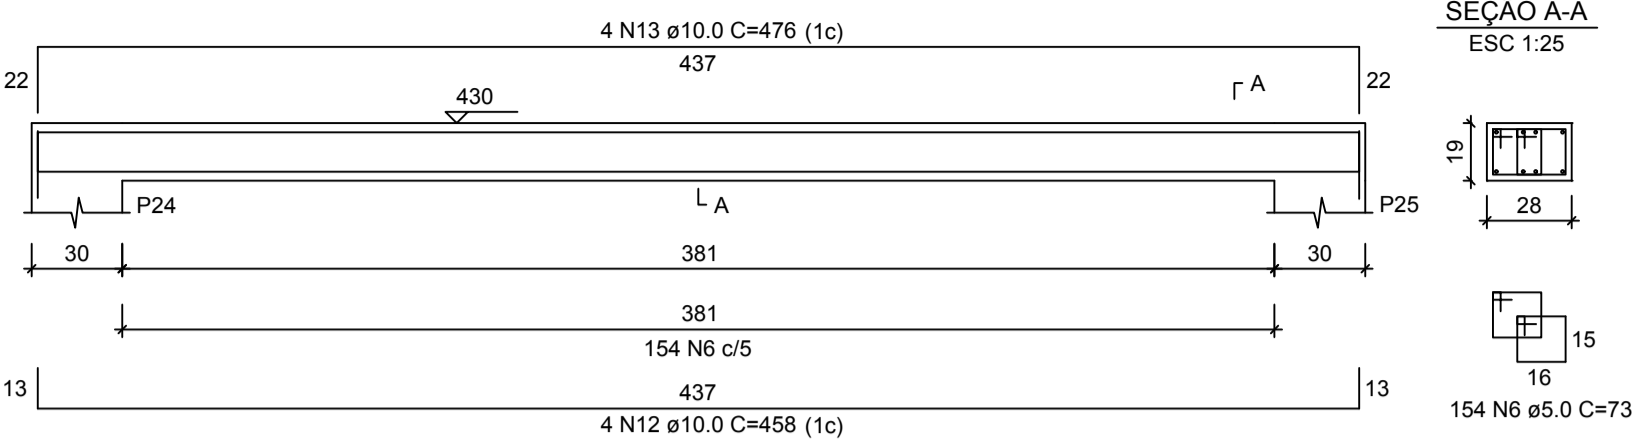 4 N13 ø10.0 C=476 (1c)
437
22
22
430
A
A
P24
P25
30
381
30
381
154 N6 c/5
13
437
13
4 N12 ø10.0 C=458 (1c)
SEÇÃO A-A
ESC 1:25
19
28
15
16
154 N6 ø5.0 C=73